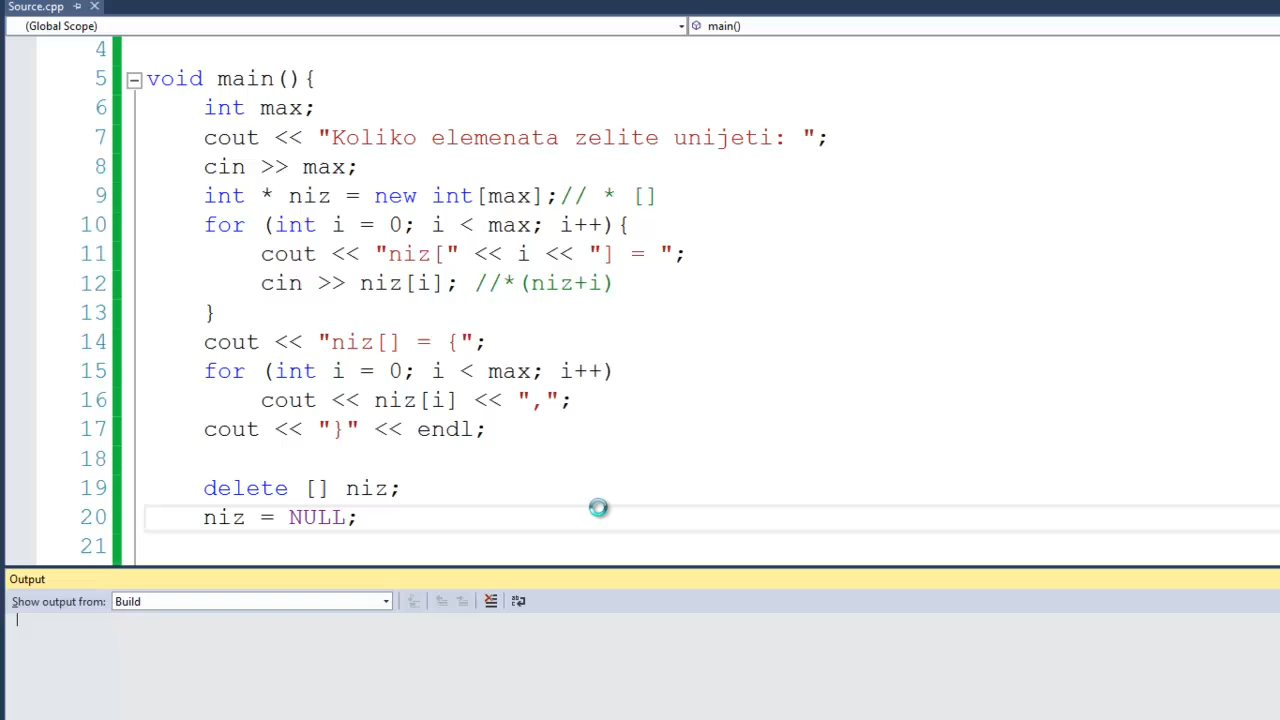 Source.cpp
(Global Scope) main()
4
5 void main(){
6 int max;
7 cout << "Koliko elemenata zelite unijeti: ";
8 cin >> max;
9 int * niz = new int[max];// * []
10 for (int i = 0; i < max; i++){
11 cout << "niz[" << i << "] = ";
12 cin >> niz[i]; //*(niz+i)
13 }
14 cout << "niz[] = {";
15 for (int i = 0; i < max; i++)
16 cout << niz[i] << ",";
17 cout << "}" << endl;
18
19 delete [] niz;
20 niz = NULL;
21
Output
Show output from: Build